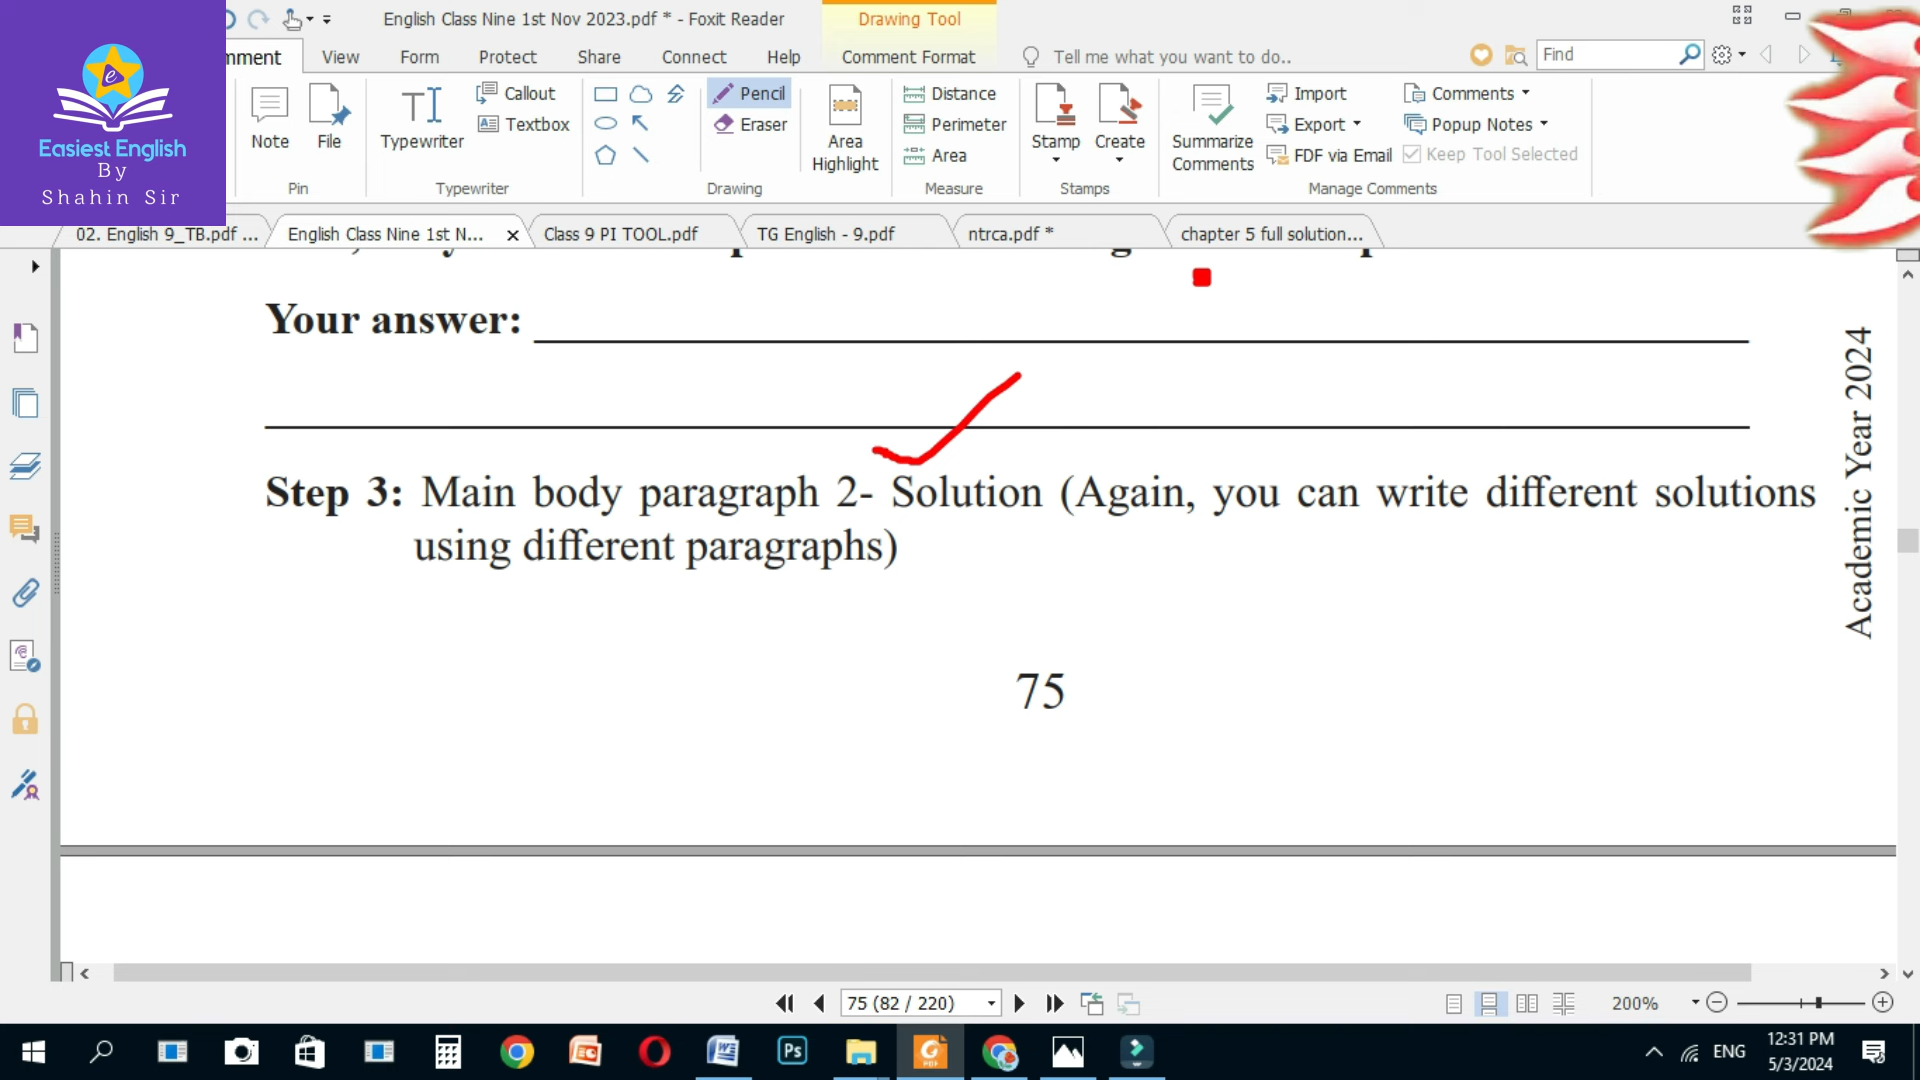 English Class Nine 1st Nov 2023.pdf * - Foxit Reader
Drawing Tool
mment View Form Protect Share Connect Help Comment Format Tell me what you want to do.. Find
Note File Typewriter Callout Textbox Pencil Eraser Area Highlight Distance Perimeter Area Stamp Create Summarize Comments Import Export FDF via Email Comments Popup Notes Keep Tool Selected
Pin Typewriter Drawing Measure Stamps Manage Comments
e
Easiest English
By
Shahin Sir
02. English 9_TB.pdf ... English Class Nine 1st N... Class 9 PI TOOL.pdf TG English - 9.pdf ntrca.pdf * chapter 5 full solution...
Your answer:
Step 3: Main body paragraph 2- Solution (Again, you can write different solutions
using different paragraphs)
75
Academic Year 2024
75 (82 / 220)
200%
Ps
PDF
ENG
12:31 PM
5/3/2024